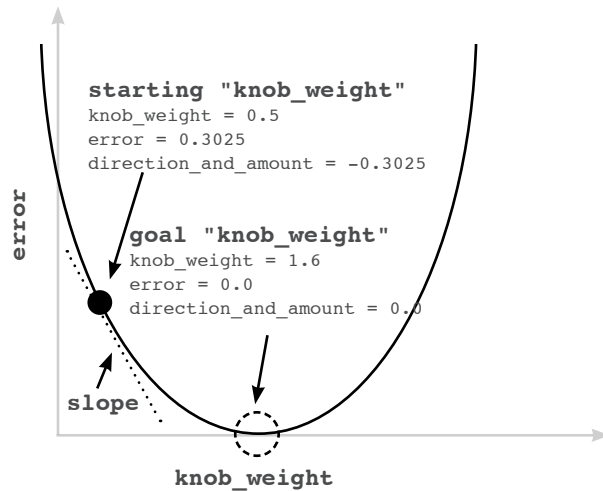 starting "knob_weight"
knob_weight = 0.5
error = 0.3025
direction_and_amount = -0.3025
error
goal "knob_weight"
knob_weight = 1.6
error = 0.0
direction_and_amount = 0.0
slope
knob_weight